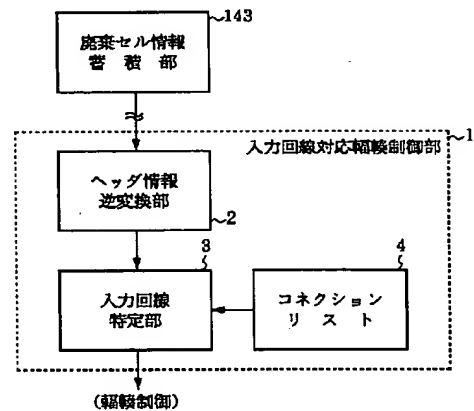 143
廃棄セル情報
蓄積部
1
入力回線対応輻輳制御部
ヘッダ情報
逆変換部
2
3
入力回線
特定部
4
コネクション
リスト
(輻輳制御)